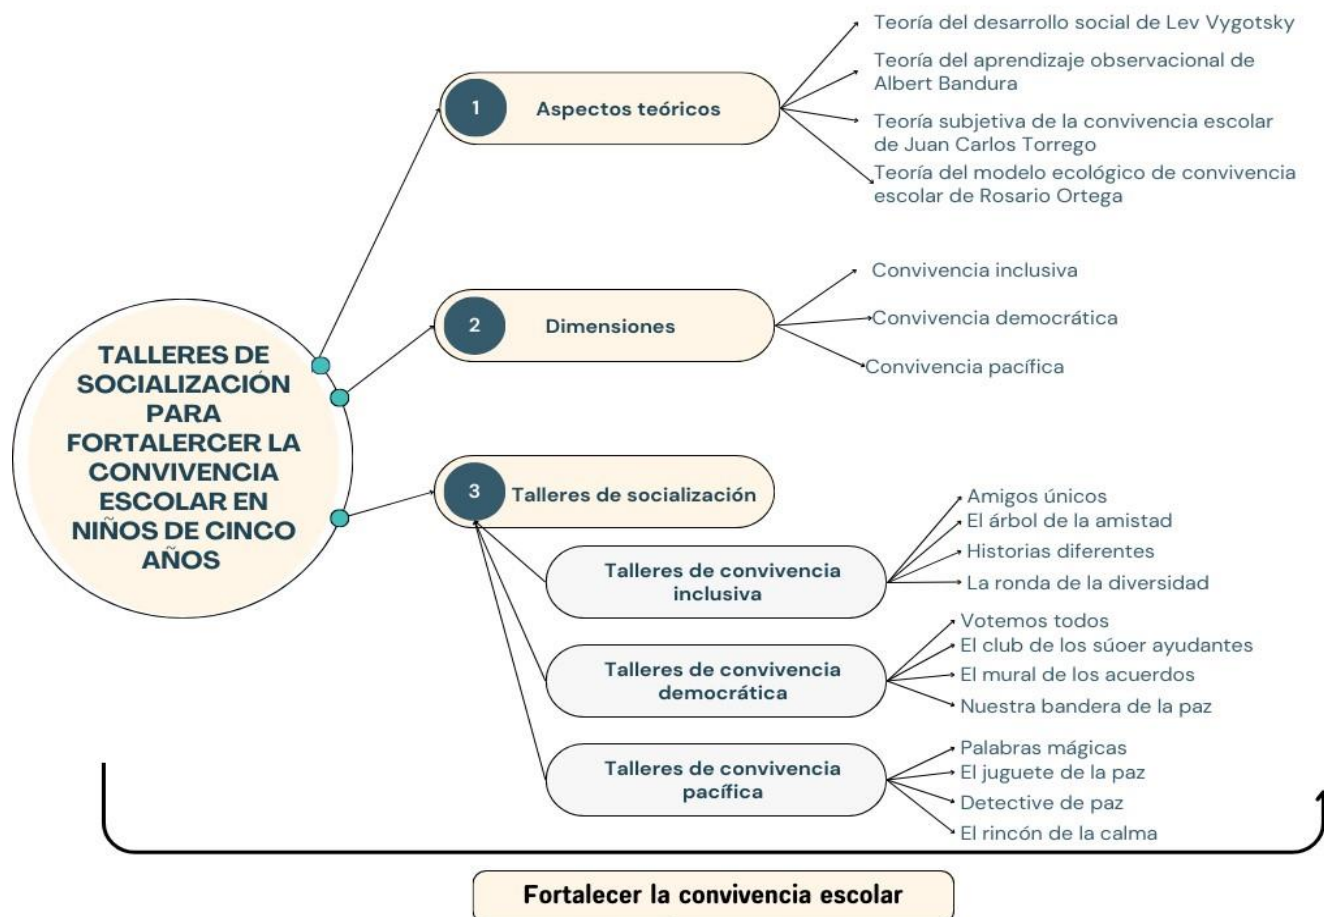 TALLERES DE
SOCIALIZACIÓN
PARA
FORTALERCER LA
CONVIVENCIA
ESCOLAR EN
NIÑOS DE CINCO
AÑOS
1
Aspectos teóricos
Teoría del desarrollo social de Lev Vygotsky
Teoría del aprendizaje observacional de
Albert Bandura
Teoría subjetiva de la convivencia escolar
de Juan Carlos Torrego
Teoría del modelo ecológico de convivencia
escolar de Rosario Ortega
2
Dimensiones
Convivencia inclusiva
Convivencia democrática
Convivencia pacífica
3
Talleres de socialización
Talleres de convivencia
inclusiva
Amigos únicos
El árbol de la amistad
Historias diferentes
La ronda de la diversidad
Talleres de convivencia
democrática
Votemos todos
El club de los súoer ayudantes
El mural de los acuerdos
Nuestra bandera de la paz
Talleres de convivencia
pacífica
Palabras mágicas
El juguete de la paz
Detective de paz
El rincón de la calma
Fortalecer la convivencia escolar